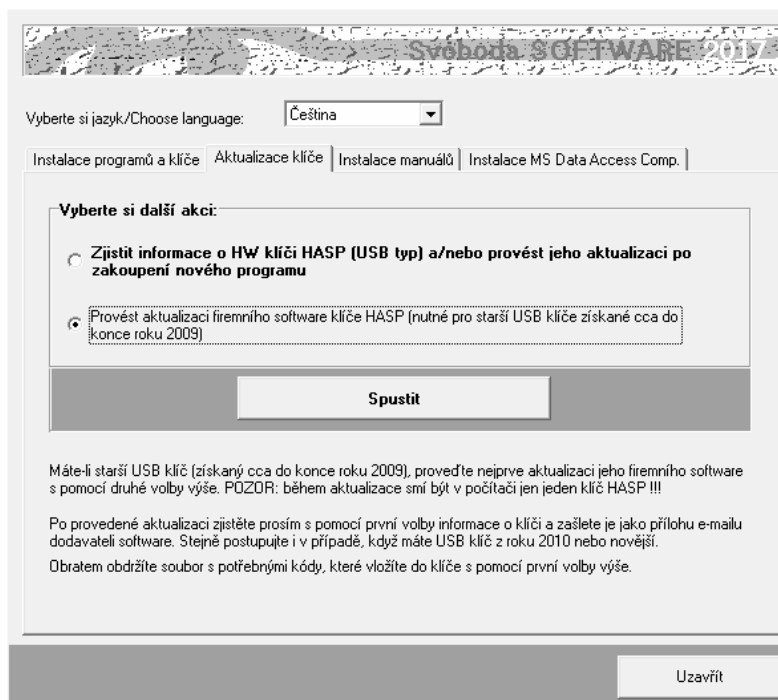 Svoboda SOFTWARE 2017
Vyberte si jazyk/Choose language:
Čeština
Instalace programů a klíče
Aktualizace klíče
Instalace manuálů
Instalace MS Data Access Comp.
Vyberte si další akci:
Zjistit informace o HW klíči HASP (USB typ) a/nebo provést jeho aktualizaci po
zakoupení nového programu
Provést aktualizaci firemního software klíče HASP (nutné pro starší USB klíče získané cca do
konce roku 2009)
Spustit
Máte-li starší USB klíč (získaný cca do konce roku 2009), proveďte nejprve aktualizaci jeho firemního software
s pomocí druhé volby výše. POZOR: během aktualizace smí být v počítači jen jeden klíč HASP !!!
Po provedené aktualizaci zjistěte prosím s pomocí první volby informace o klíči a zašlete je jako přílohu e-mailu
dodavateli software. Stejně postupujte i v případě, když máte USB klíč z roku 2010 nebo novější.
Obratem obdržíte soubor s potřebnými kódy, které vložíte do klíče s pomocí první volby výše.
Uzavřít